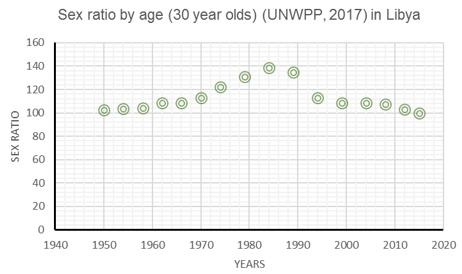 Sex ratio by age (30 year olds) (UNWPP, 2017) in Libya
160
140
120
100
80
60
40
20
0
SEX RATIO
1940 1950 1960 1970 1980 1990 2000 2010 2020
YEARS